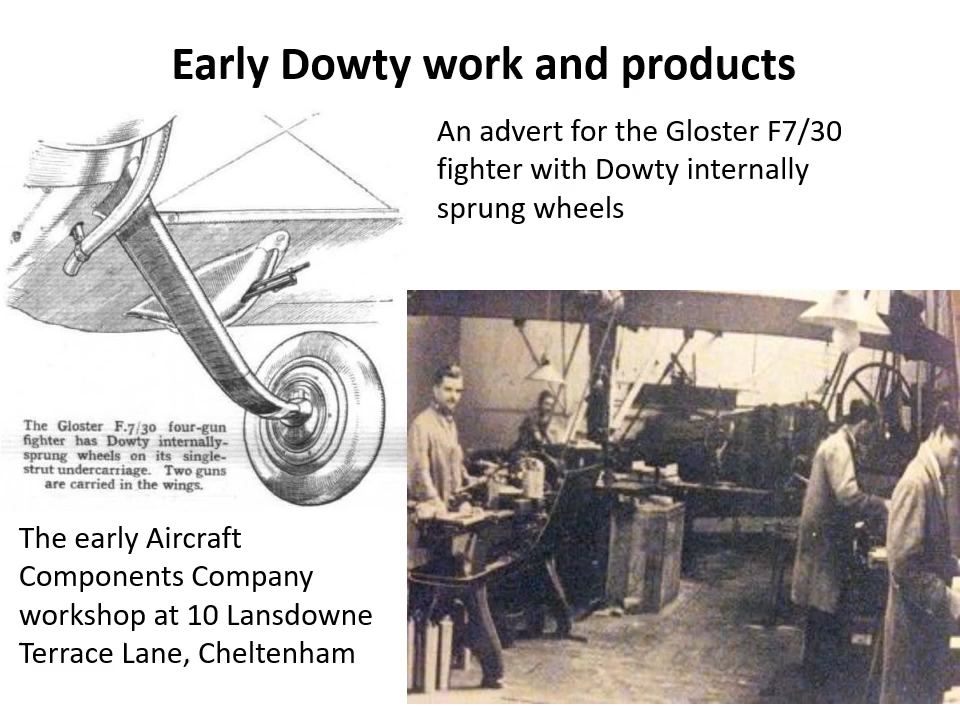 Early Dowty work and products
An advert for the Gloster F7/30
fighter with Dowty internally
sprung wheels
The Gloster F.7/30 four-gun
fighter has Dowty internally-
sprung wheels on its single-
strut undercarriage. Two guns
are carried in the wings.
The early Aircraft
Components Company
workshop at 10 Lansdowne
Terrace Lane, Cheltenham